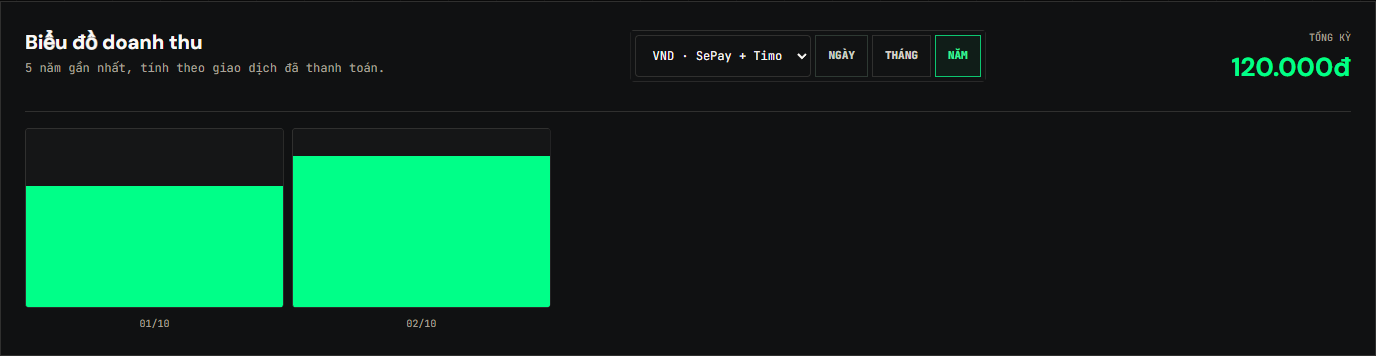 Biểu đồ doanh thu
5 năm gần nhất, tính theo giao dịch đã thanh toán.
VND · SePay + Timo
NGÀY
THÁNG
NĂM
TỔNG KỲ
120.000đ
01/10
02/10